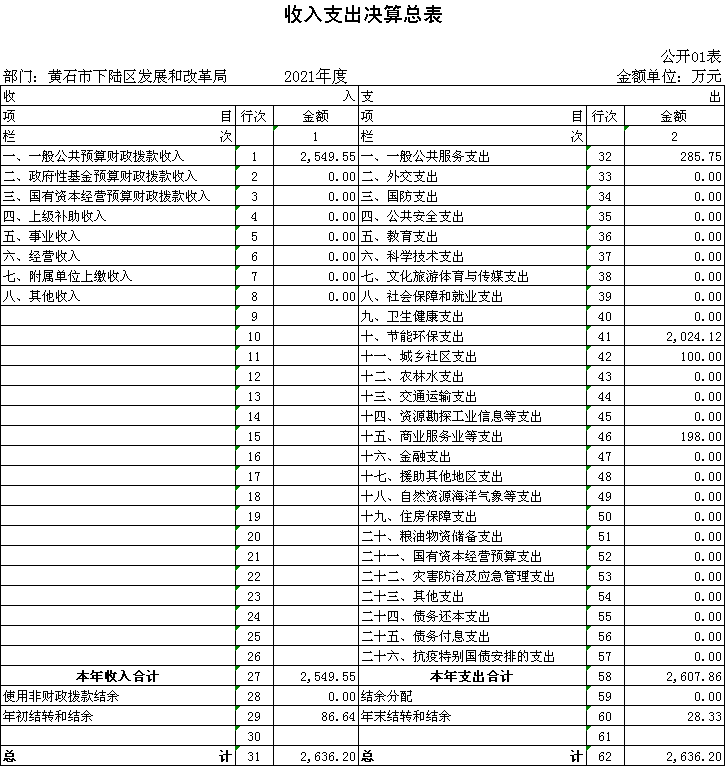 收入支出决算总表
公开01表
部门：黄石市下陆区发展和改革局 2021年度 金额单位：万元
收 入 支 出
项 目 行次 金额 项 目 行次 金额
栏 次 1 栏 次 2
一、一般公共预算财政拨款收入 1 2,549.55 一、一般公共服务支出 32 285.75
二、政府性基金预算财政拨款收入 2 0.00 二、外交支出 33 0.00
三、国有资本经营预算财政拨款收入 3 0.00 三、国防支出 34 0.00
四、上级补助收入 4 0.00 四、公共安全支出 35 0.00
五、事业收入 5 0.00 五、教育支出 36 0.00
六、经营收入 6 0.00 六、科学技术支出 37 0.00
七、附属单位上缴收入 7 0.00 七、文化旅游体育与传媒支出 38 0.00
八、其他收入 8 0.00 八、社会保障和就业支出 39 0.00
9 九、卫生健康支出 40 0.00
10 十、节能环保支出 41 2,024.12
11 十一、城乡社区支出 42 100.00
12 十二、农林水支出 43 0.00
13 十三、交通运输支出 44 0.00
14 十四、资源勘探工业信息等支出 45 0.00
15 十五、商业服务业等支出 46 198.00
16 十六、金融支出 47 0.00
17 十七、援助其他地区支出 48 0.00
18 十八、自然资源海洋气象等支出 49 0.00
19 十九、住房保障支出 50 0.00
20 二十、粮油物资储备支出 51 0.00
21 二十一、国有资本经营预算支出 52 0.00
22 二十二、灾害防治及应急管理支出 53 0.00
23 二十三、其他支出 54 0.00
24 二十四、债务还本支出 55 0.00
25 二十五、债务付息支出 56 0.00
26 二十六、抗疫特别国债安排的支出 57 0.00
本年收入合计 27 2,549.55 本年支出合计 58 2,607.86
使用非财政拨款结余 28 0.00 结余分配 59 0.00
年初结转和结余 29 86.64 年末结转和结余 60 28.33
30 61
总 计 31 2,636.20 总 计 62 2,636.20